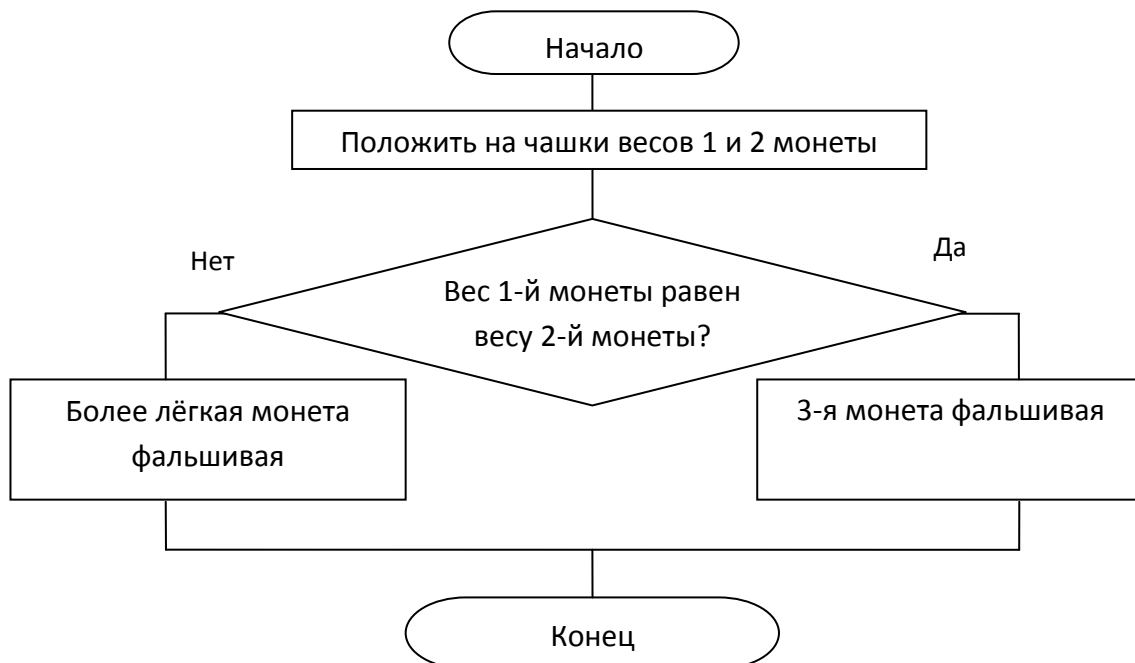 Начало
Положить на чашки весов 1 и 2 монеты
Нет
Да
Вес 1-й монеты равен
весу 2-й монеты?
Более лёгкая монета
фальшивая
3-я монета фальшивая
Конец